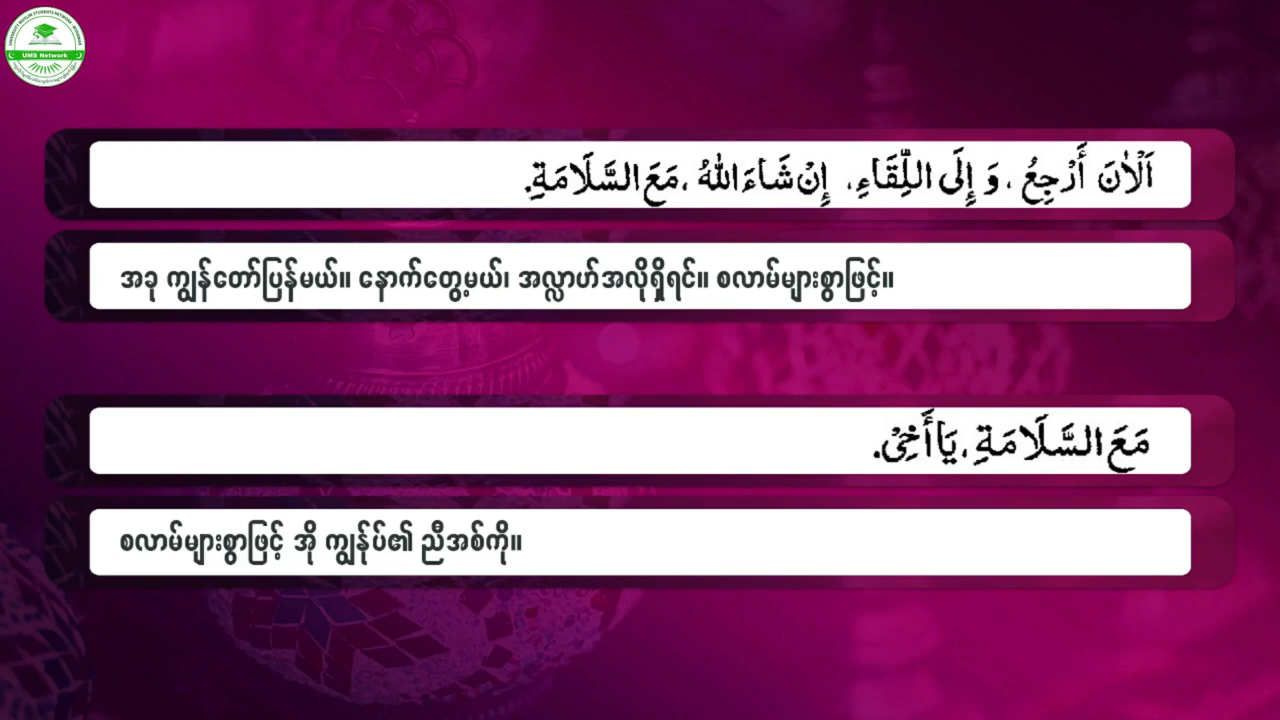 UMS Network
اَلْاٰنَ أَرْجِعُ ، وَ إِلَى اللِّقَاءِ ، إِنْ شَاءَ اللهُ ، مَعَ السَّلَامَةِ.
အခု ကျွန်တော်ပြန်မယ်။ နောက်တွေ့မယ်၊ အလ္လာဟ်အလိုရှိရင်။ စလာမ်များစွာဖြင့်။
مَعَ السَّلَامَةِ ، يَا أَخِيْ.
စလာမ်များစွာဖြင့် အို ကျွန်ုပ်၏ ညီအစ်ကို။